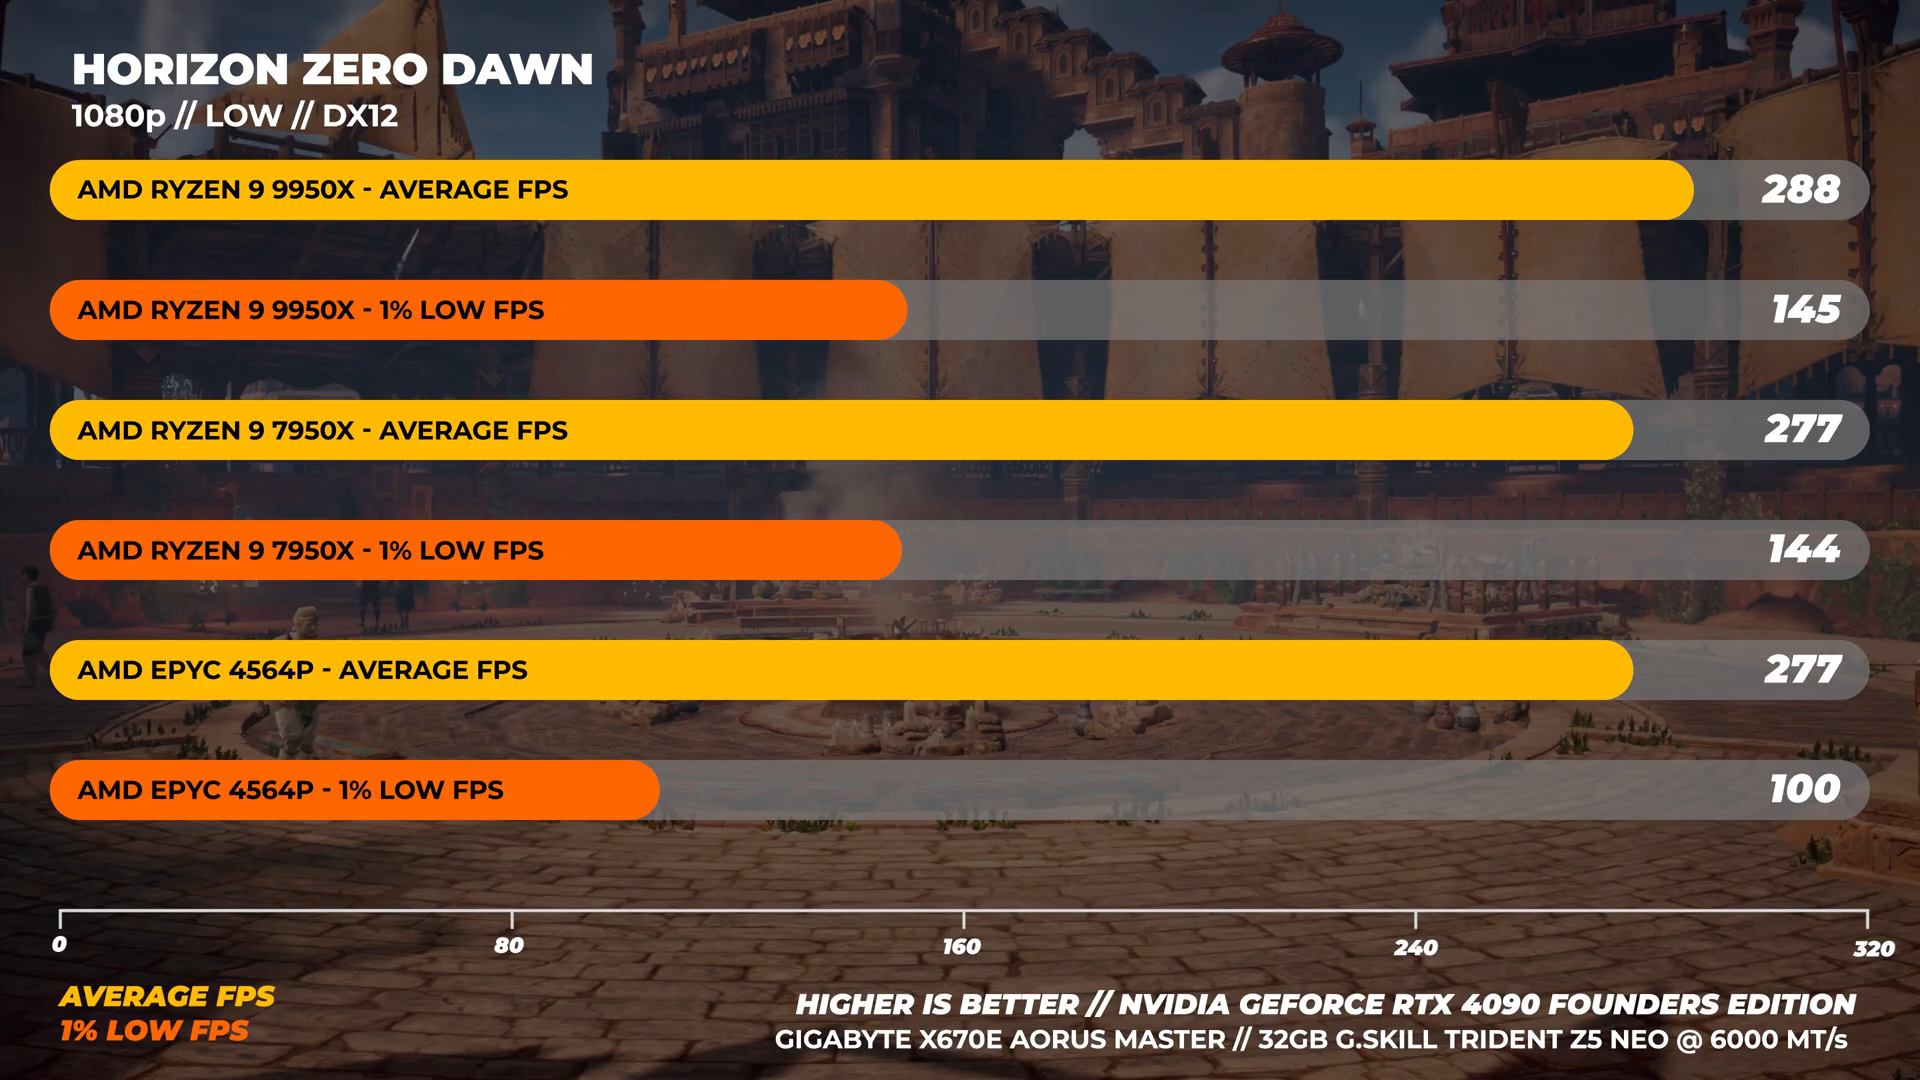 HORIZON ZERO DAWN
1080p // LOW // DX12
AMD RYZEN 9 9950X - AVERAGE FPS 288
AMD RYZEN 9 9950X - 1% LOW FPS 145
AMD RYZEN 9 7950X - AVERAGE FPS 277
AMD RYZEN 9 7950X - 1% LOW FPS 144
AMD EPYC 4564P - AVERAGE FPS 277
AMD EPYC 4564P - 1% LOW FPS 100
0 80 160 240 320
AVERAGE FPS
1% LOW FPS
HIGHER IS BETTER // NVIDIA GEFORCE RTX 4090 FOUNDERS EDITION
GIGABYTE X670E AORUS MASTER // 32GB G.SKILL TRIDENT Z5 NEO @ 6000 MT/s